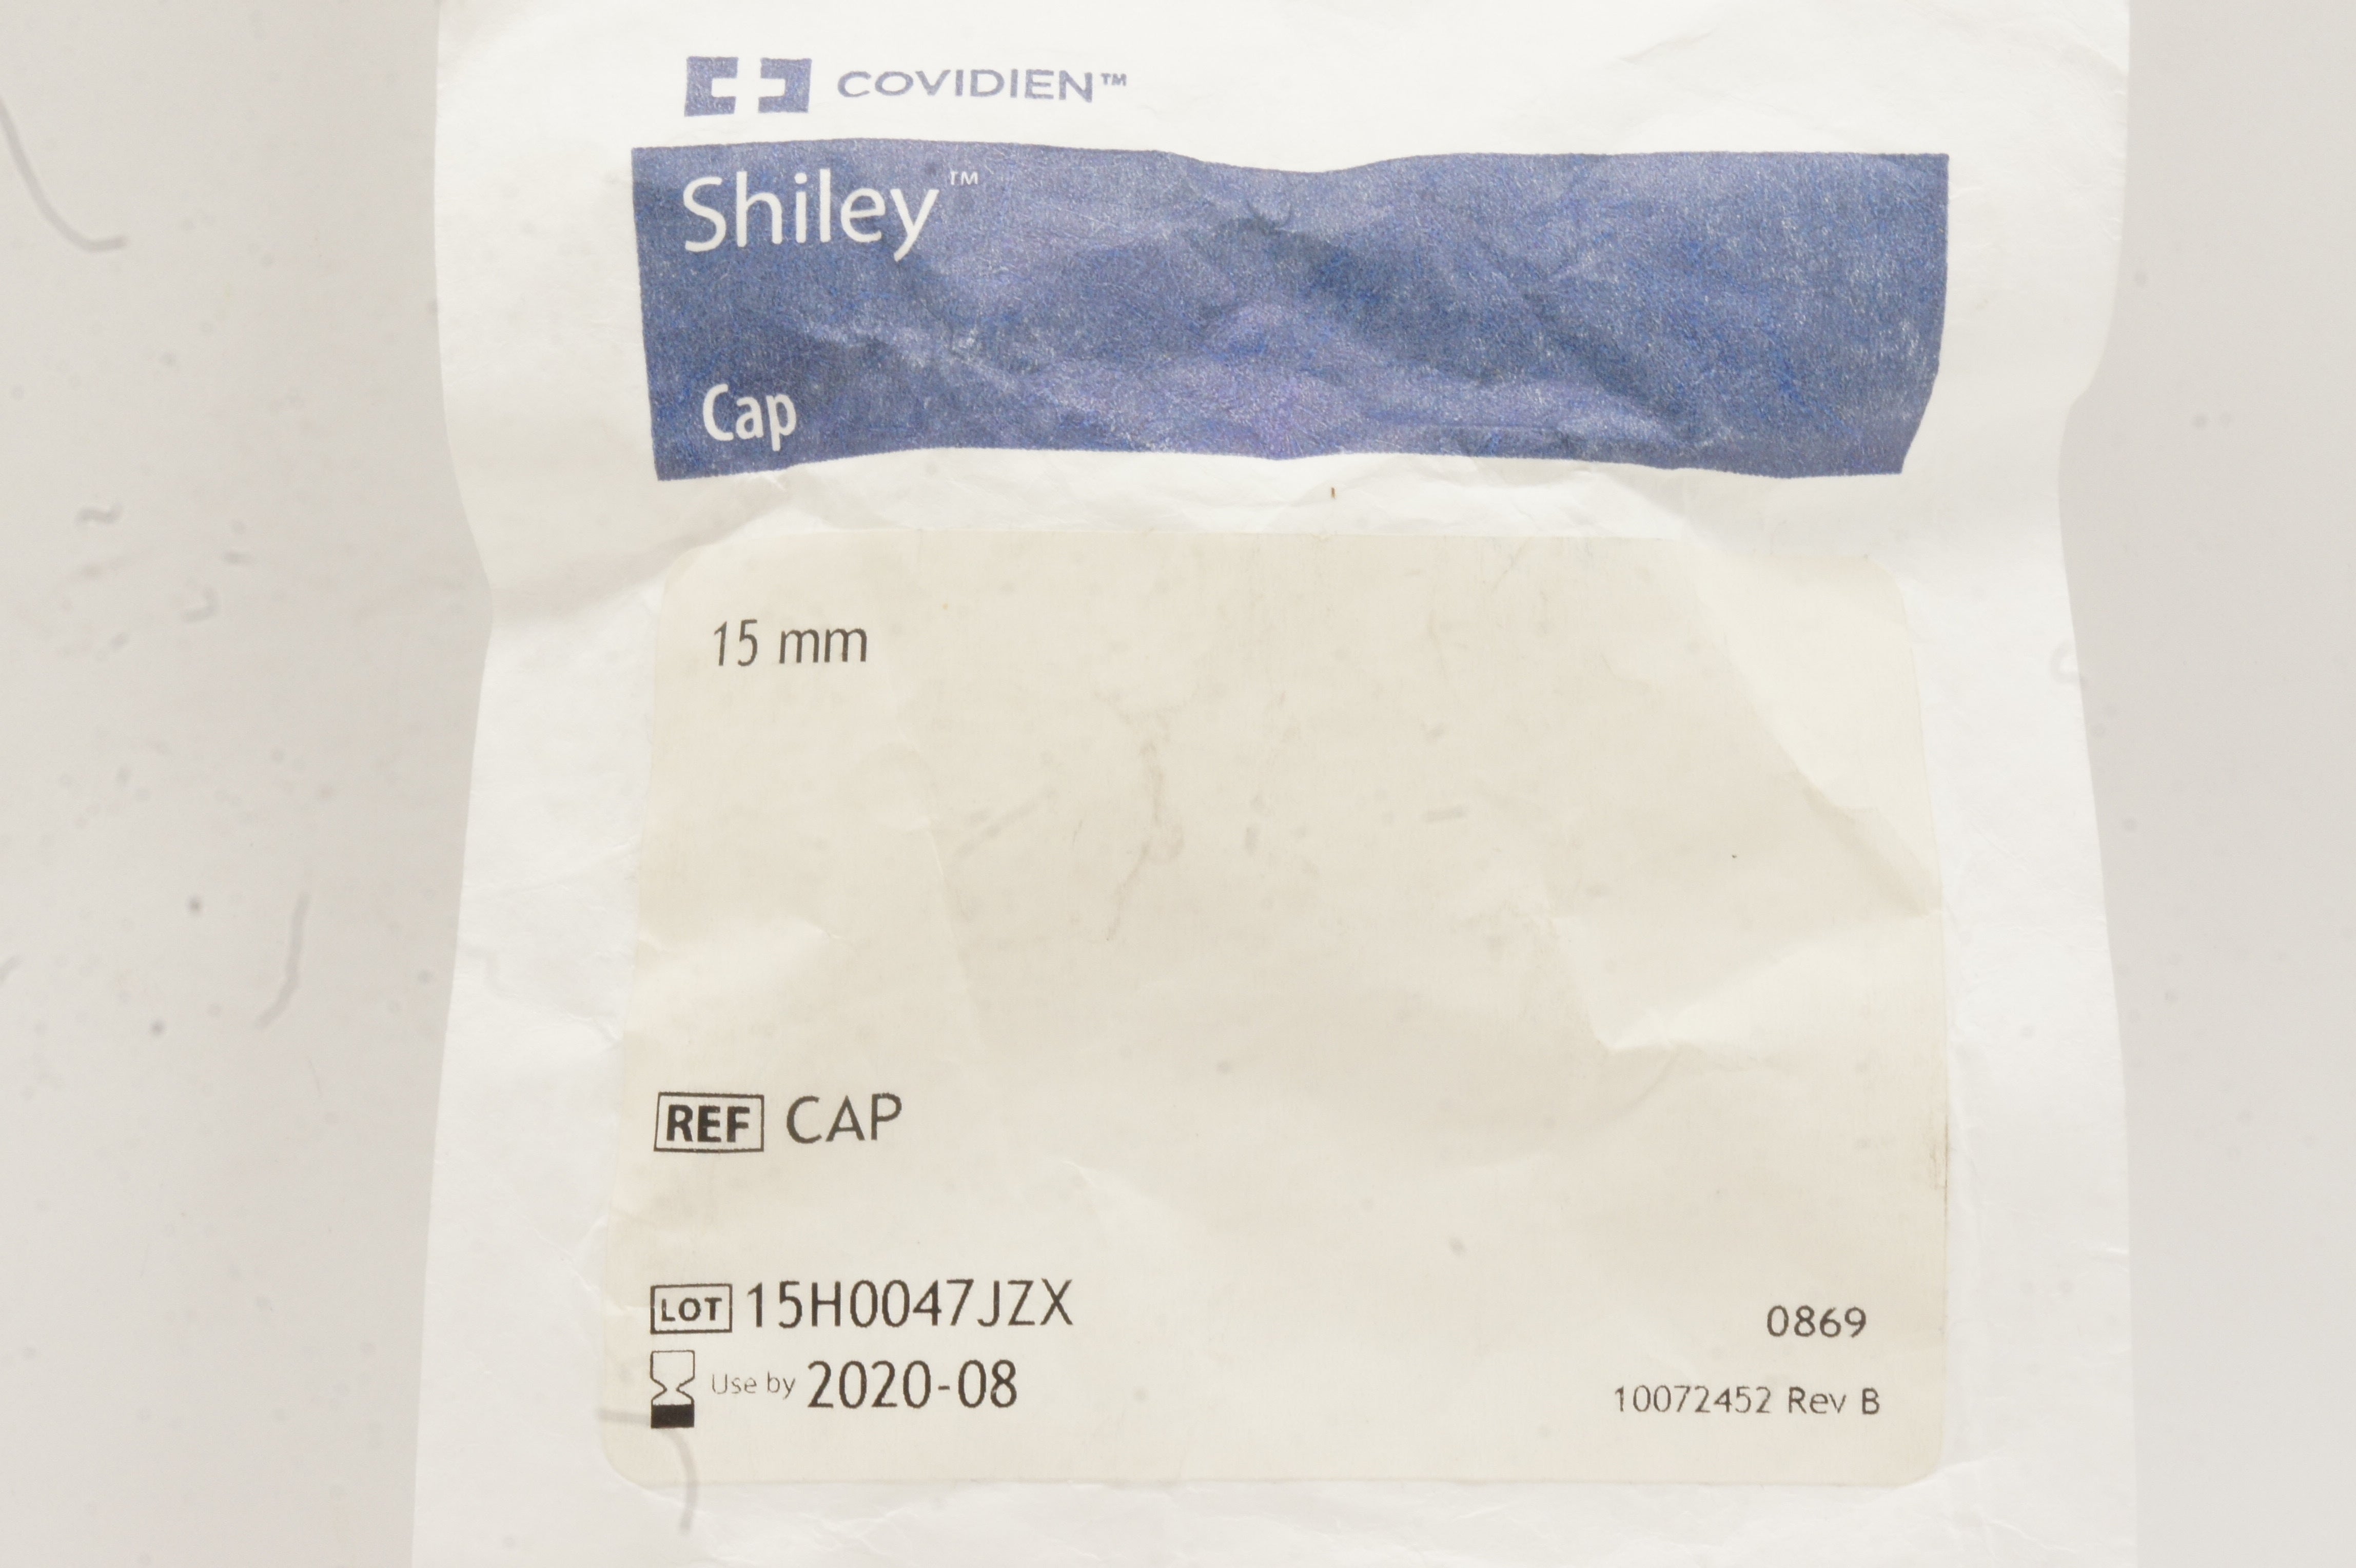 COVIDIEN™
Shiley™
Cap
15 mm
REF CAP
LOT 15H0047JZX
0869
Use by 2020-08
10072452 Rev B